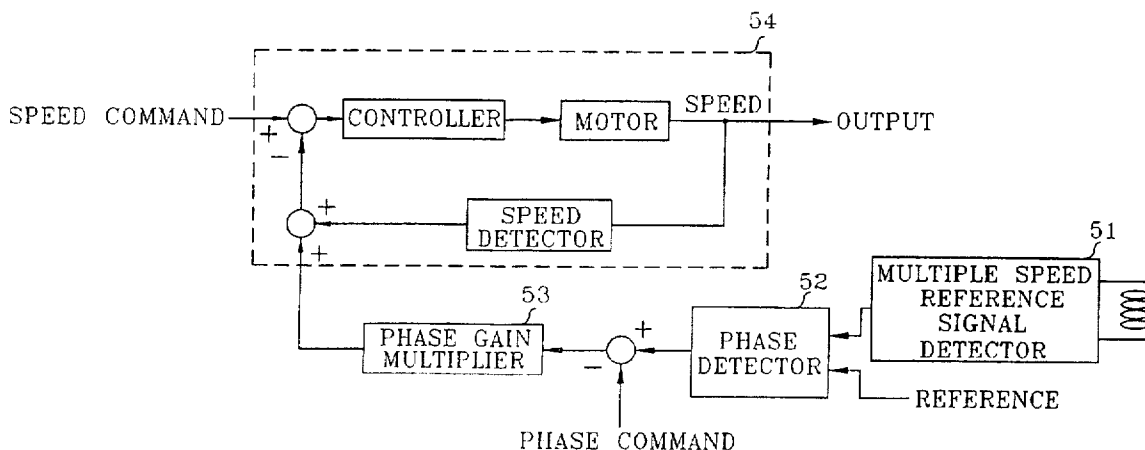 54
SPEED COMMAND
+
−
CONTROLLER
MOTOR
SPEED
OUTPUT
+
+
SPEED
DETECTOR
51
MULTIPLE SPEED
REFERENCE
SIGNAL
DETECTOR
52
PHASE
DETECTOR
53
PHASE GAIN
MULTIPLIER
+
−
REFERENCE
PHASE COMMAND